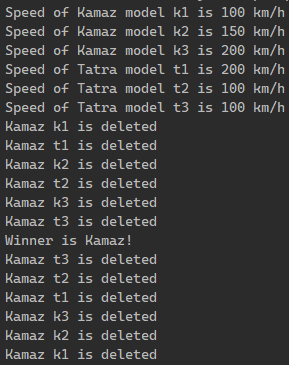 Speed of Kamaz model k1 is 100 km/h
Speed of Kamaz model k2 is 150 km/h
Speed of Kamaz model k3 is 200 km/h
Speed of Tatra model t1 is 200 km/h
Speed of Tatra model t2 is 100 km/h
Speed of Tatra model t3 is 100 km/h
Kamaz k1 is deleted
Kamaz t1 is deleted
Kamaz k2 is deleted
Kamaz t2 is deleted
Kamaz k3 is deleted
Kamaz t3 is deleted
Winner is Kamaz!
Kamaz t3 is deleted
Kamaz t2 is deleted
Kamaz t1 is deleted
Kamaz k3 is deleted
Kamaz k2 is deleted
Kamaz k1 is deleted